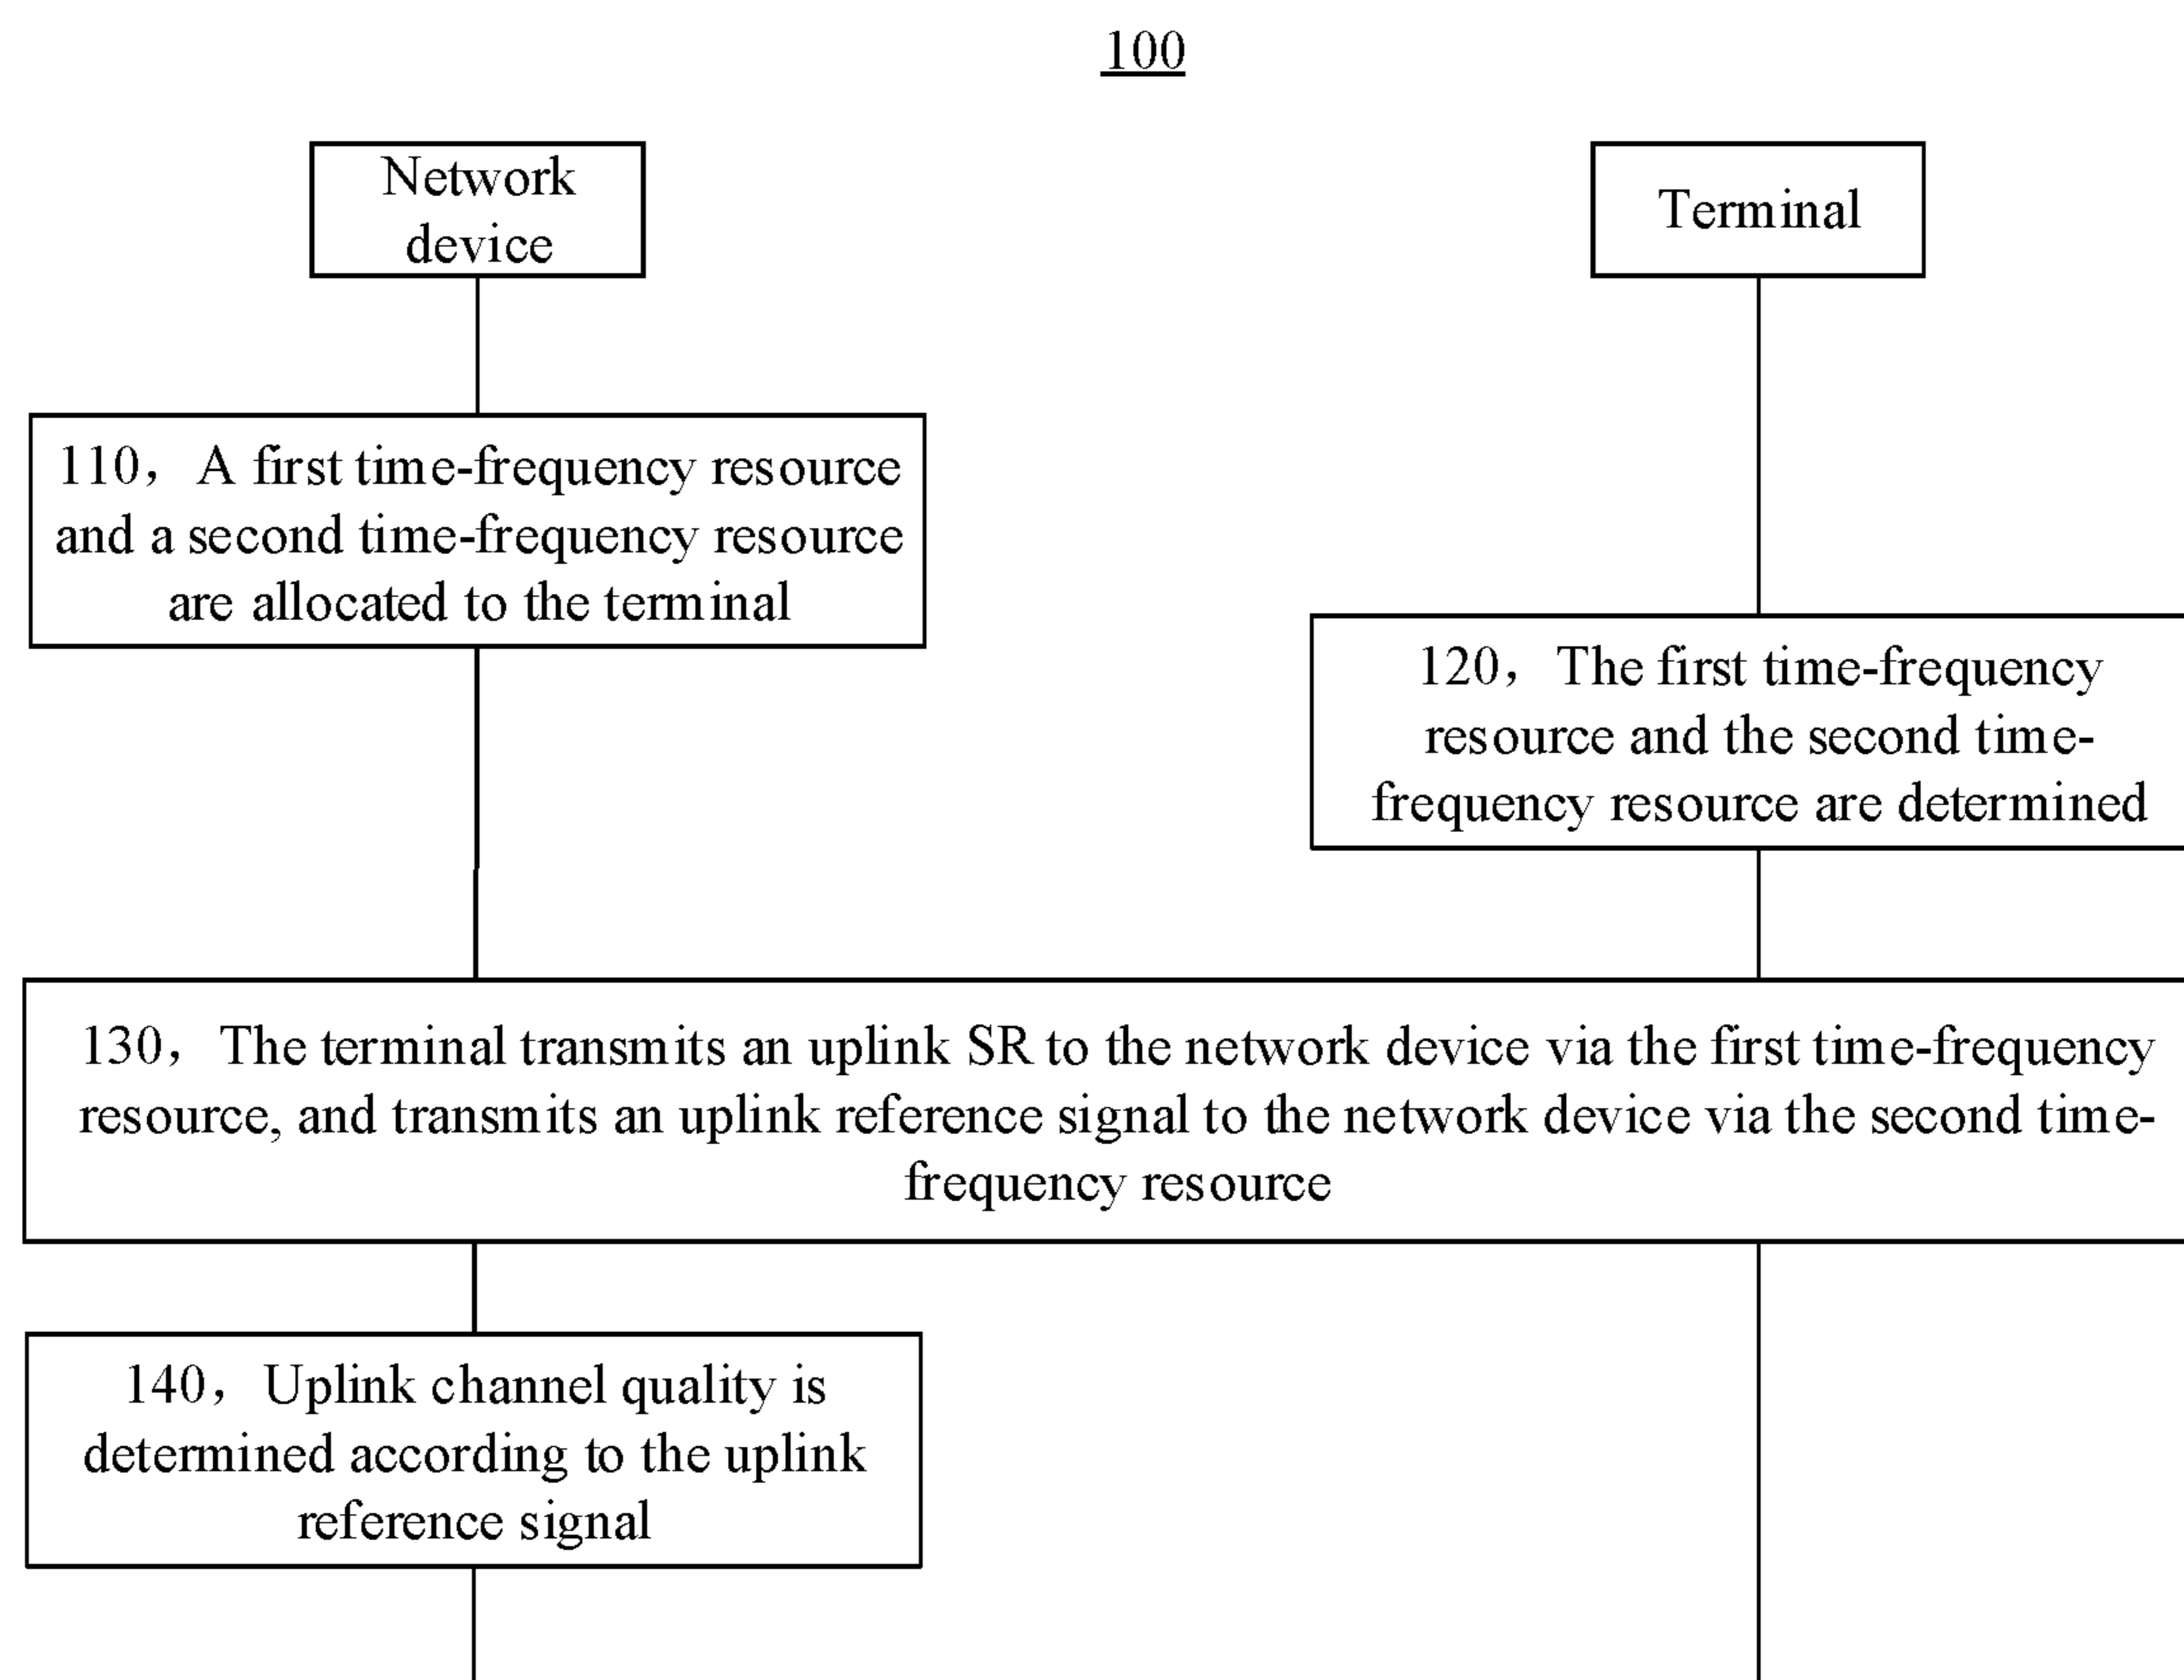 100
Network
device
Terminal
110， A first time-frequency resource
and a second time-frequency resource
are allocated to the terminal
120， The first time-frequency
resource and the second time-
frequency resource are determined
130， The terminal transmits an uplink SR to the network device via the first time-frequency
resource, and transmits an uplink reference signal to the network device via the second time-
frequency resource
140， Uplink channel quality is
determined according to the uplink
reference signal